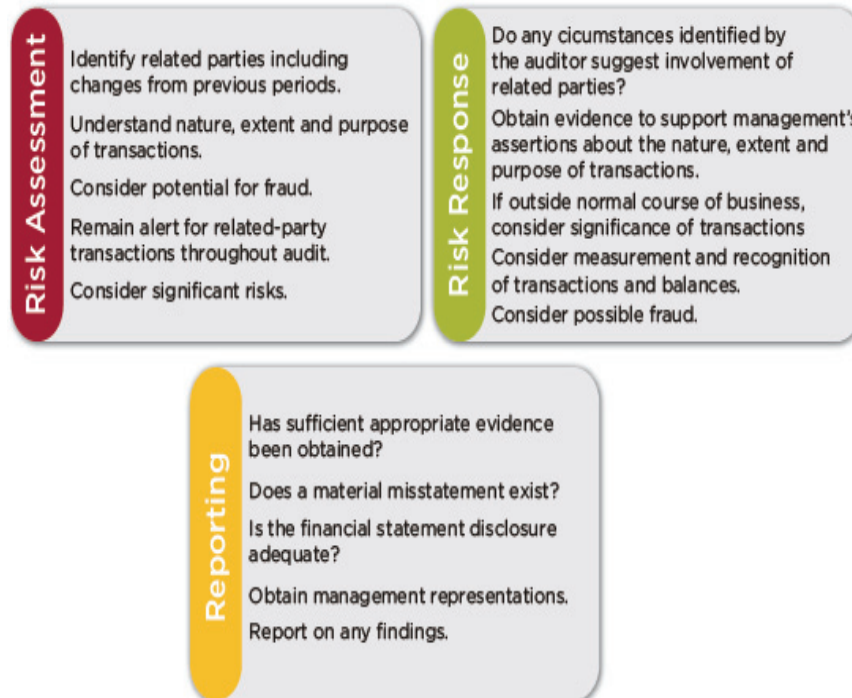 Risk Assessment
Identify related parties including
changes from previous periods.
Understand nature, extent and purpose
of transactions.
Consider potential for fraud.
Remain alert for related-party
transactions throughout audit.
Consider significant risks.
Risk Response
Do any cicumstances identified by
the auditor suggest involvement of
related parties?
Obtain evidence to support management's
assertions about the nature, extent and
purpose of transactions.
If outside normal course of business,
consider significance of transactions
Consider measurement and recognition
of transactions and balances.
Consider possible fraud.
Reporting
Has sufficient appropriate evidence
been obtained?
Does a material misstatement exist?
Is the financial statement disclosure
adequate?
Obtain management representations.
Report on any findings.